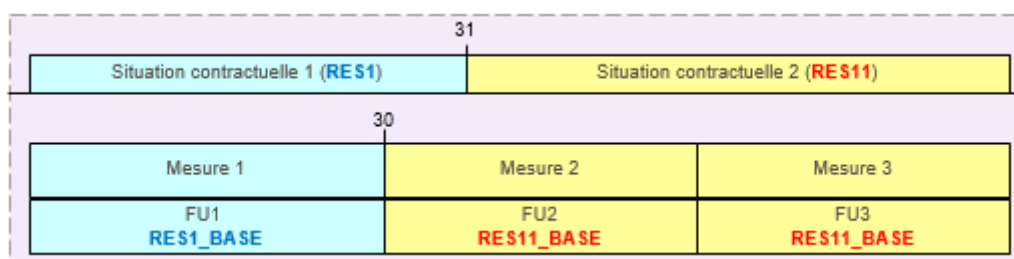 31
Situation contractuelle 1 (RES1)
Situation contractuelle 2 (RES11)
30
Mesure 1
Mesure 2
Mesure 3
FU1
RES1_BASE
FU2
RES11_BASE
FU3
RES11_BASE